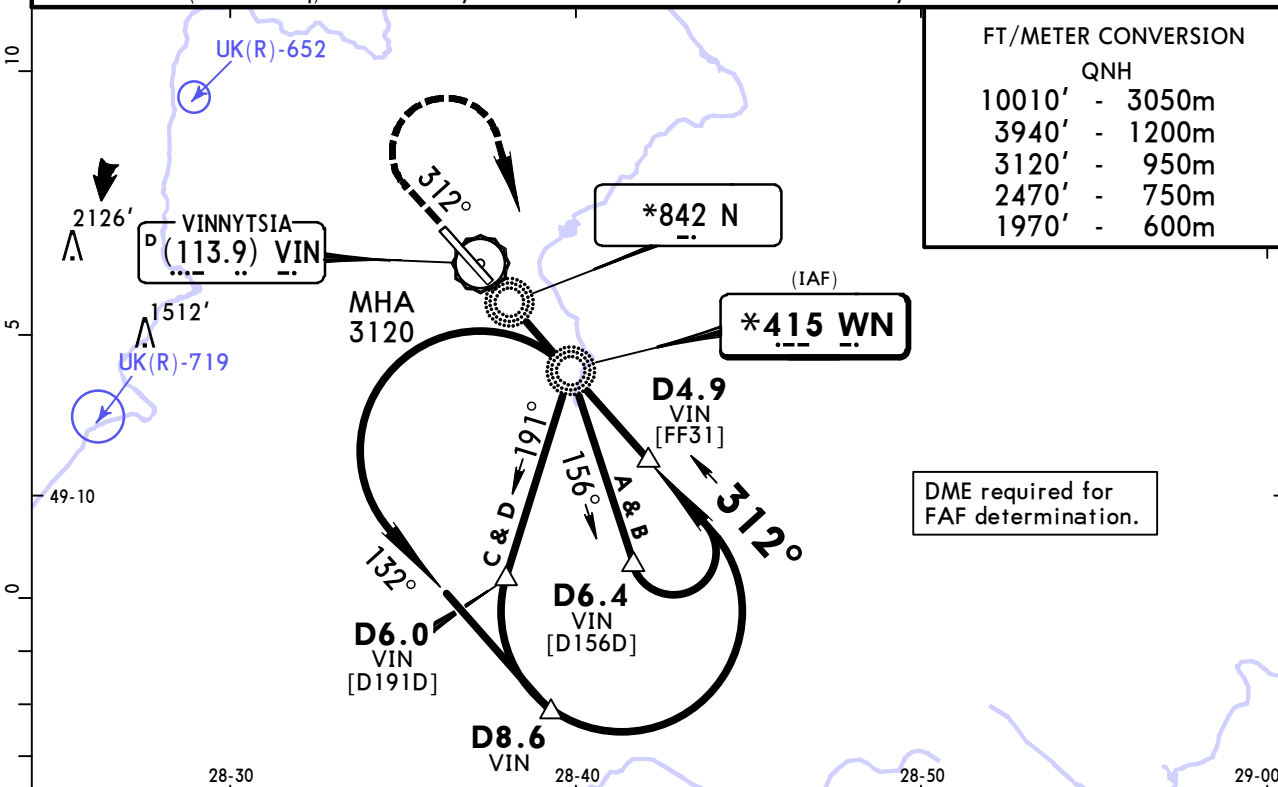 10
UK(R)-652
FT/METER CONVERSION
QNH
10010' - 3050m
3940' - 1200m
3120' - 950m
2470' - 750m
1970' - 600m
312°
2126'
VINNYTSIA
D (113.9) VIN
*842 N
(IAF)
*415 WN
MHA
3120
1512'
5
UK(R)-719
D4.9
VIN
[FF31]
191°
156°
A & B
C & D
312°
49-10
DME required for
FAF determination.
132°
0
D6.4
VIN
[D156D]
D6.0
VIN
[D191D]
D8.6
VIN
28-30
28-40
28-50
29-00